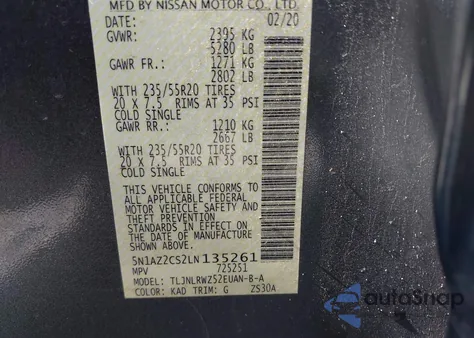 MFD BY NISSAN MOTOR CO., LTD.
DATE: 02/20
GVWR: 2395 KG
5280 LB
GAWR FR.: 1271 KG
2802 LB
WITH 235/55R20 TIRES
20 x 7.5 RIMS AT 35 PSI
COLD SINGLE
GAWR RR.: 1210 KG
2667 LB
WITH 235/55R20 TIRES
20 x 7.5 RIMS AT 35 PSI
COLD SINGLE
THIS VEHICLE CONFORMS TO
ALL APPLICABLE FEDERAL
MOTOR VEHICLE SAFETY AND
THEFT PREVENTION
STANDARDS IN EFFECT ON
THE DATE OF MANUFACTURE
SHOWN ABOVE.
5N1AZ2CS2LN135261
MPV 725251
MODEL: TLJNLRWZ52EUAN-8-A
COLOR: KAD TRIM: G ZS30A
autoSnap